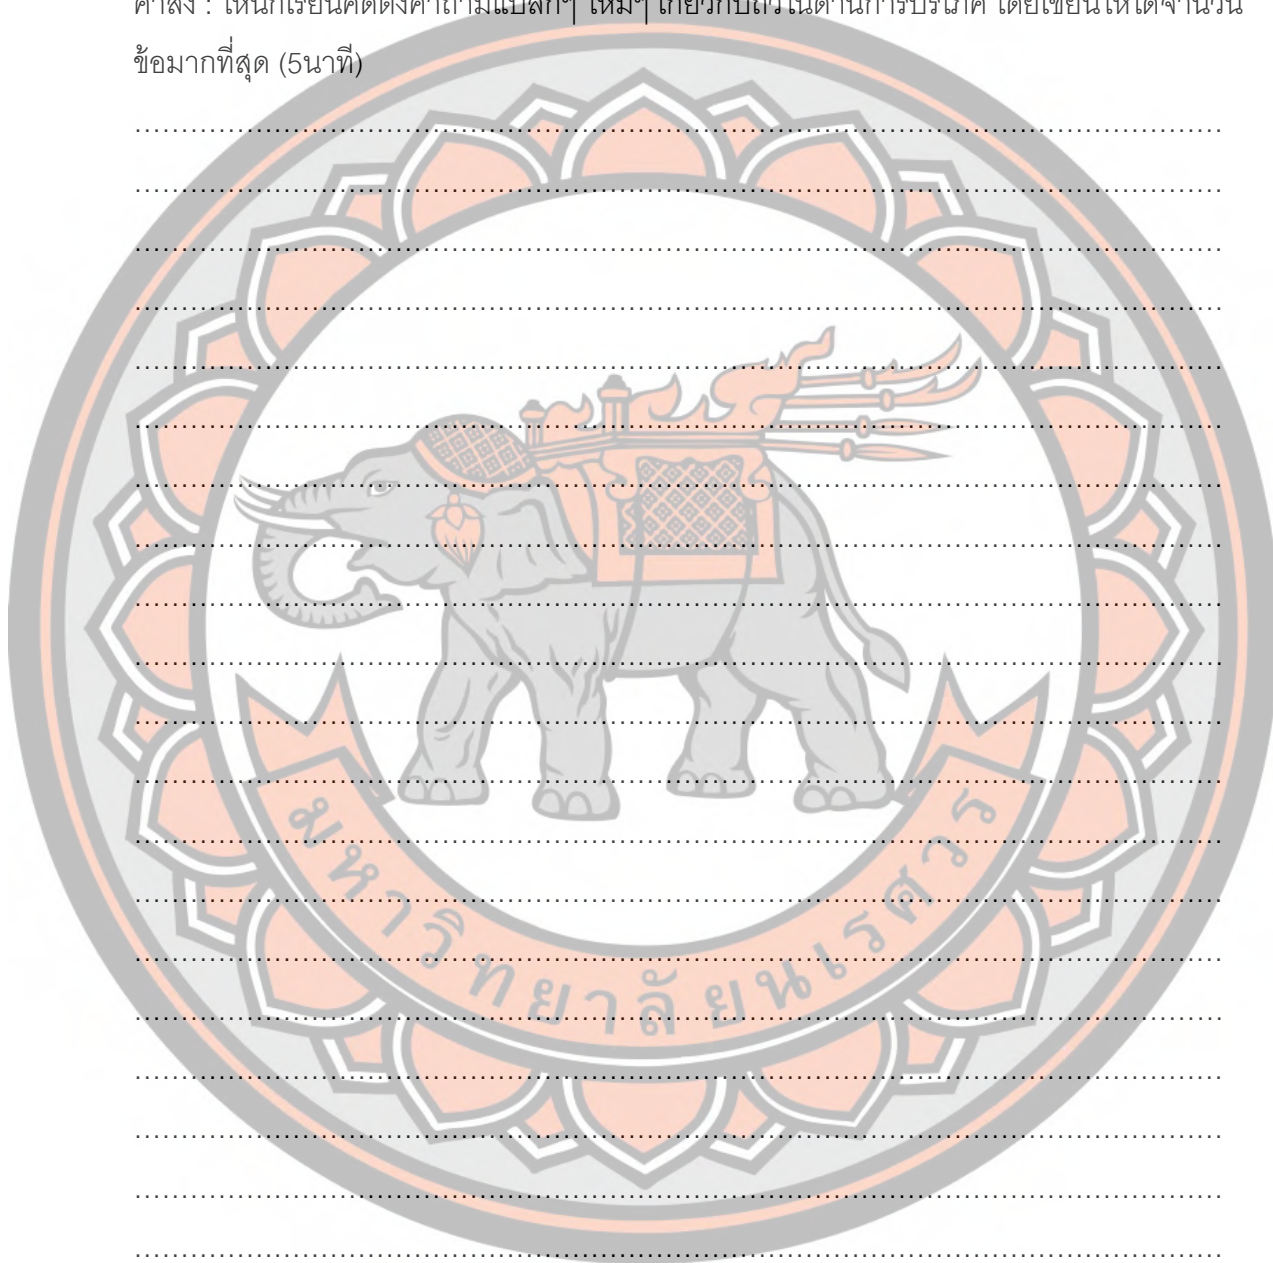 คำสั่ง : ให้นักเรียนคิดตั้งคำถามแปลกๆ ใหม่ๆ เกี่ยวกับถั่วในด้านการบริโภค โดยเขียนให้ได้จำนวน
ข้อมากที่สุด (5นาที)
มหาวิทยาลัยนเรศวร